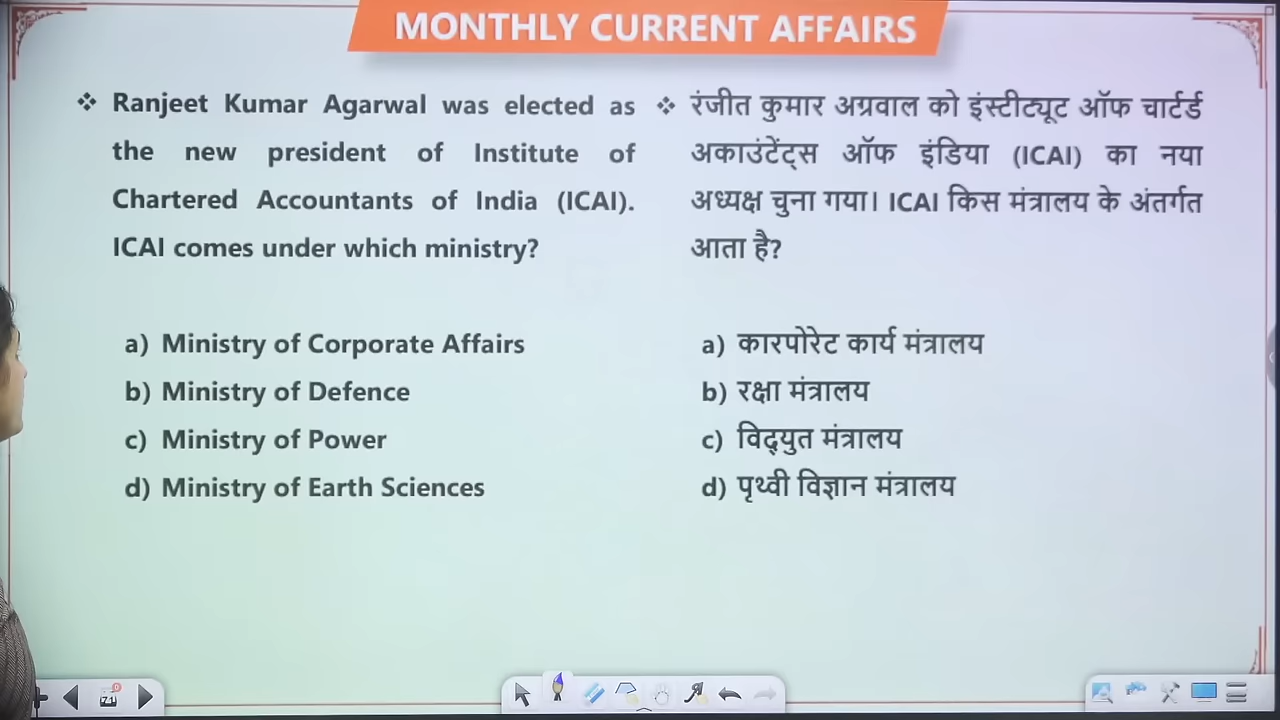 MONTHLY CURRENT AFFAIRS
❖ Ranjeet Kumar Agarwal was elected as
the new president of Institute of
Chartered Accountants of India (ICAI).
ICAI comes under which ministry?
a) Ministry of Corporate Affairs
b) Ministry of Defence
c) Ministry of Power
d) Ministry of Earth Sciences
❖ रंजीत कुमार अग्रवाल को इंस्टीट्यूट ऑफ चार्टर्ड
अकाउंटेंट्स ऑफ इंडिया (ICAI) का नया
अध्यक्ष चुना गया। ICAI किस मंत्रालय के अंतर्गत
आता है?
a) कारपोरेट कार्य मंत्रालय
b) रक्षा मंत्रालय
c) विद्युत मंत्रालय
d) पृथ्वी विज्ञान मंत्रालय